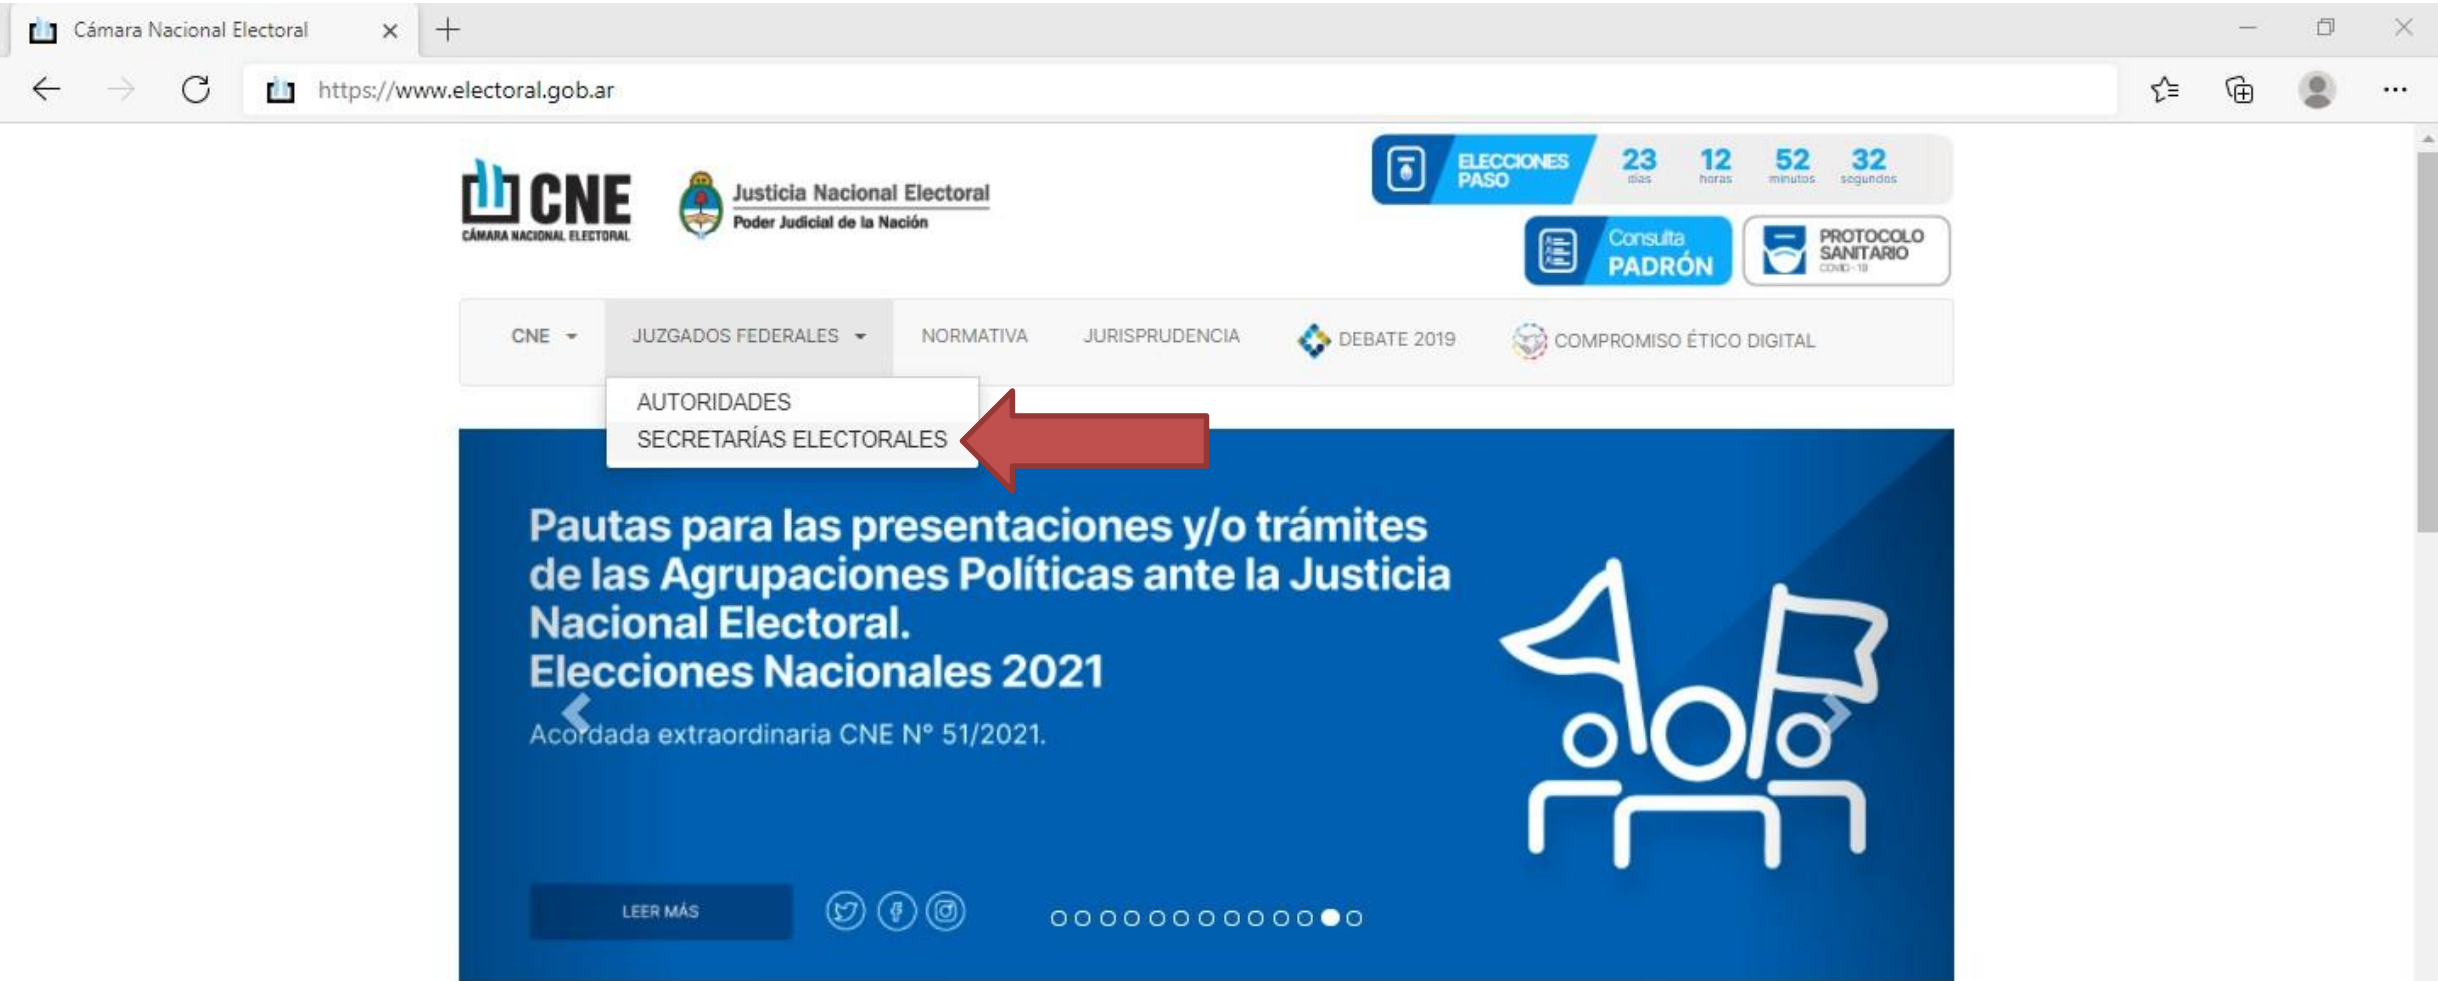 Cámara Nacional Electoral
https://www.electoral.gob.ar
CNE
CÁMARA NACIONAL ELECTORAL
Justicia Nacional Electoral
Poder Judicial de la Nación
ELECCIONES
PASO
23 12 52 32
días horas minutos segundos
Consulta
PADRÓN
PROTOCOLO
SANITARIO
COVID-19
CNE
JUZGADOS FEDERALES
NORMATIVA
JURISPRUDENCIA
DEBATE 2019
COMPROMISO ÉTICO DIGITAL
AUTORIDADES
SECRETARÍAS ELECTORALES
Pautas para las presentaciones y/o trámites
de las Agrupaciones Políticas ante la Justicia
Nacional Electoral.
Elecciones Nacionales 2021
Acordada extraordinaria CNE N° 51/2021.
LEER MÁS